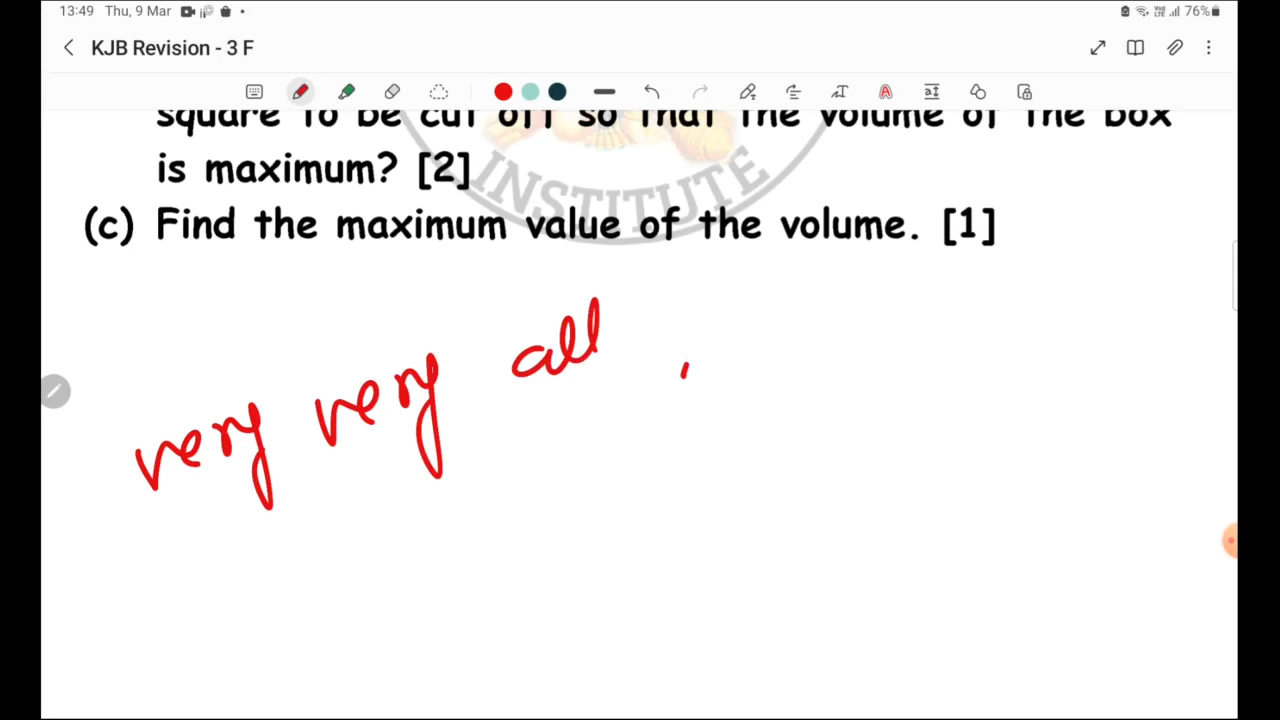 13:49 Thu, 9 Mar 76%
KJB Revision - 3 F
square to be cut off so that the volume of the box
is maximum? [2]
INSTITUTE
(c) Find the maximum value of the volume. [1]
very very all